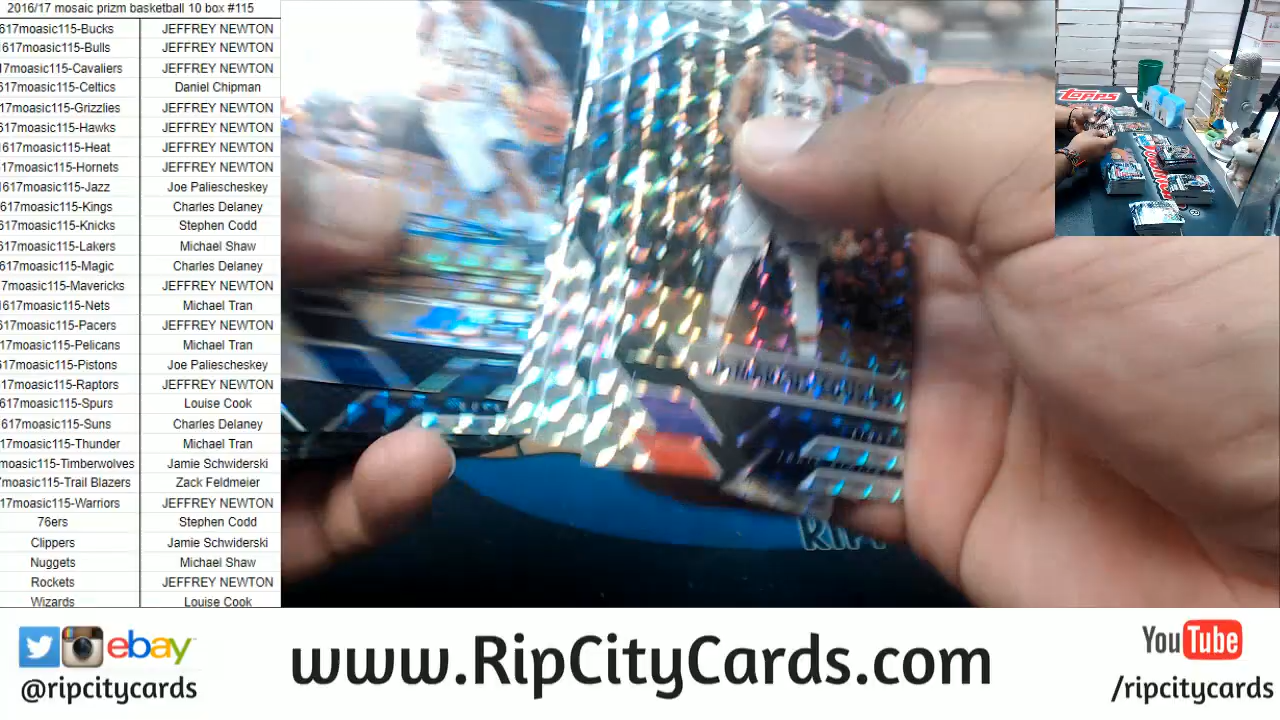 2016/17 mosaic prizm basketball 10 box #115
617moasic115-Bucks JEFFREY NEWTON
617moasic115-Bulls JEFFREY NEWTON
17moasic115-Cavaliers JEFFREY NEWTON
617moasic115-Celtics Daniel Chipman
17moasic115-Grizzlies JEFFREY NEWTON
617moasic115-Hawks JEFFREY NEWTON
1617moasic115-Heat JEFFREY NEWTON
617moasic115-Hornets JEFFREY NEWTON
1617moasic115-Jazz Joe Paliescheskey
617moasic115-Kings Charles Delaney
617moasic115-Knicks Stephen Codd
617moasic115-Lakers Michael Shaw
617moasic115-Magic Charles Delaney
7moasic115-Mavericks JEFFREY NEWTON
1617moasic115-Nets Michael Tran
617moasic115-Pacers JEFFREY NEWTON
17moasic115-Pelicans Michael Tran
617moasic115-Pistons Joe Paliescheskey
617moasic115-Raptors JEFFREY NEWTON
617moasic115-Spurs Louise Cook
617moasic115-Suns Charles Delaney
17moasic115-Thunder Michael Tran
moasic115-Timberwolves Jamie Schwiderski
7moasic115-Trail Blazers Zack Feldmeier
17moasic115-Warriors JEFFREY NEWTON
76ers Stephen Codd
Clippers Jamie Schwiderski
Nuggets Michael Shaw
Rockets JEFFREY NEWTON
Wizards Louise Cook
Topps
ebay
@ripcitycards
www.RipCityCards.com
YouTube
/ripcitycards